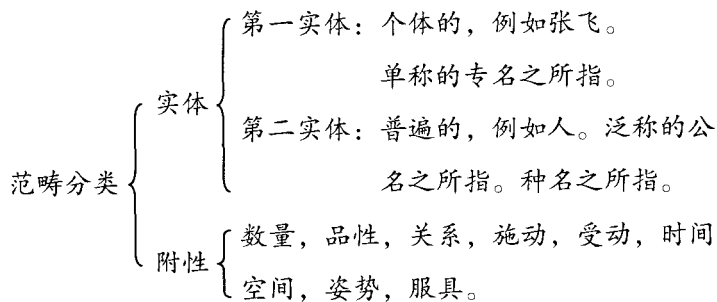 第一实体：个体的，例如张飞。
单称的专名之所指。
实体
第二实体：普遍的，例如人。泛称的公
名之所指。种名之所指。
范畴分类
数量，品性，关系，施动，受动，时间
附性
空间，姿势，服具。